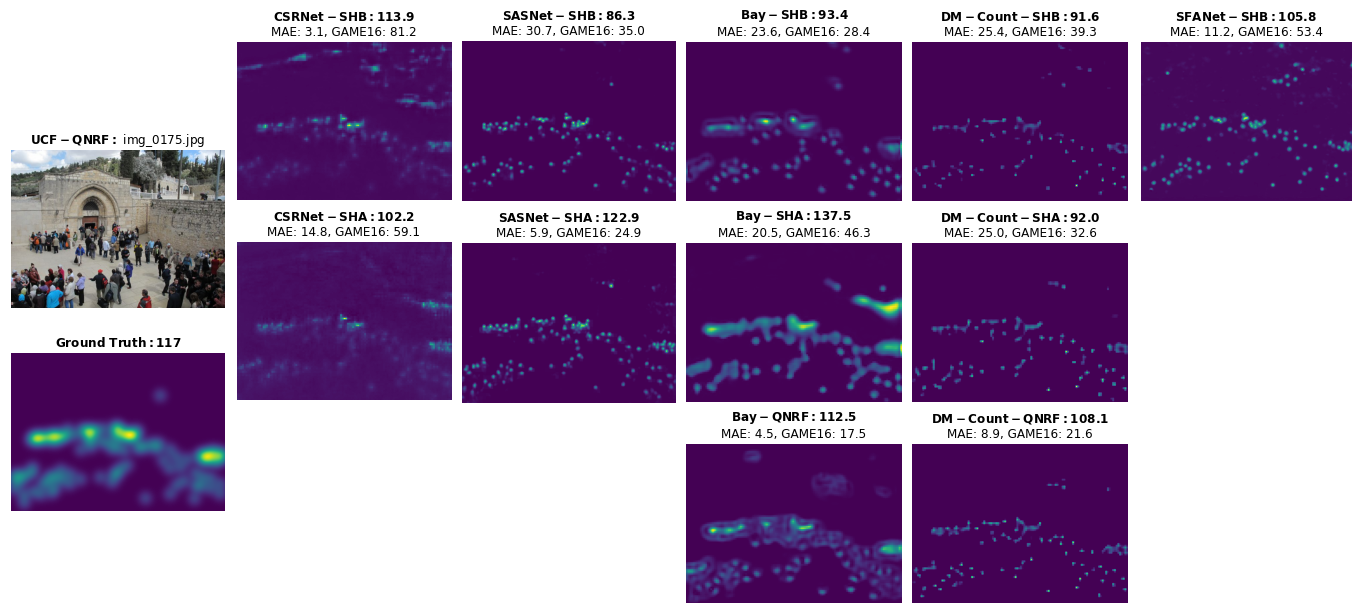 CSRNet−SHB: 113.9
MAE: 3.1, GAME16: 81.2
SASNet−SHB: 86.3
MAE: 30.7, GAME16: 35.0
Bay−SHB: 93.4
MAE: 23.6, GAME16: 28.4
DM−Count−SHB: 91.6
MAE: 25.4, GAME16: 39.3
SFANet−SHB: 105.8
MAE: 11.2, GAME16: 53.4
UCF−QNRF: img_0175.jpg
CSRNet−SHA: 102.2
MAE: 14.8, GAME16: 59.1
SASNet−SHA: 122.9
MAE: 5.9, GAME16: 24.9
Bay−SHA: 137.5
MAE: 20.5, GAME16: 46.3
DM−Count−SHA: 92.0
MAE: 25.0, GAME16: 32.6
Ground Truth: 117
Bay−QNRF: 112.5
MAE: 4.5, GAME16: 17.5
DM−Count−QNRF: 108.1
MAE: 8.9, GAME16: 21.6